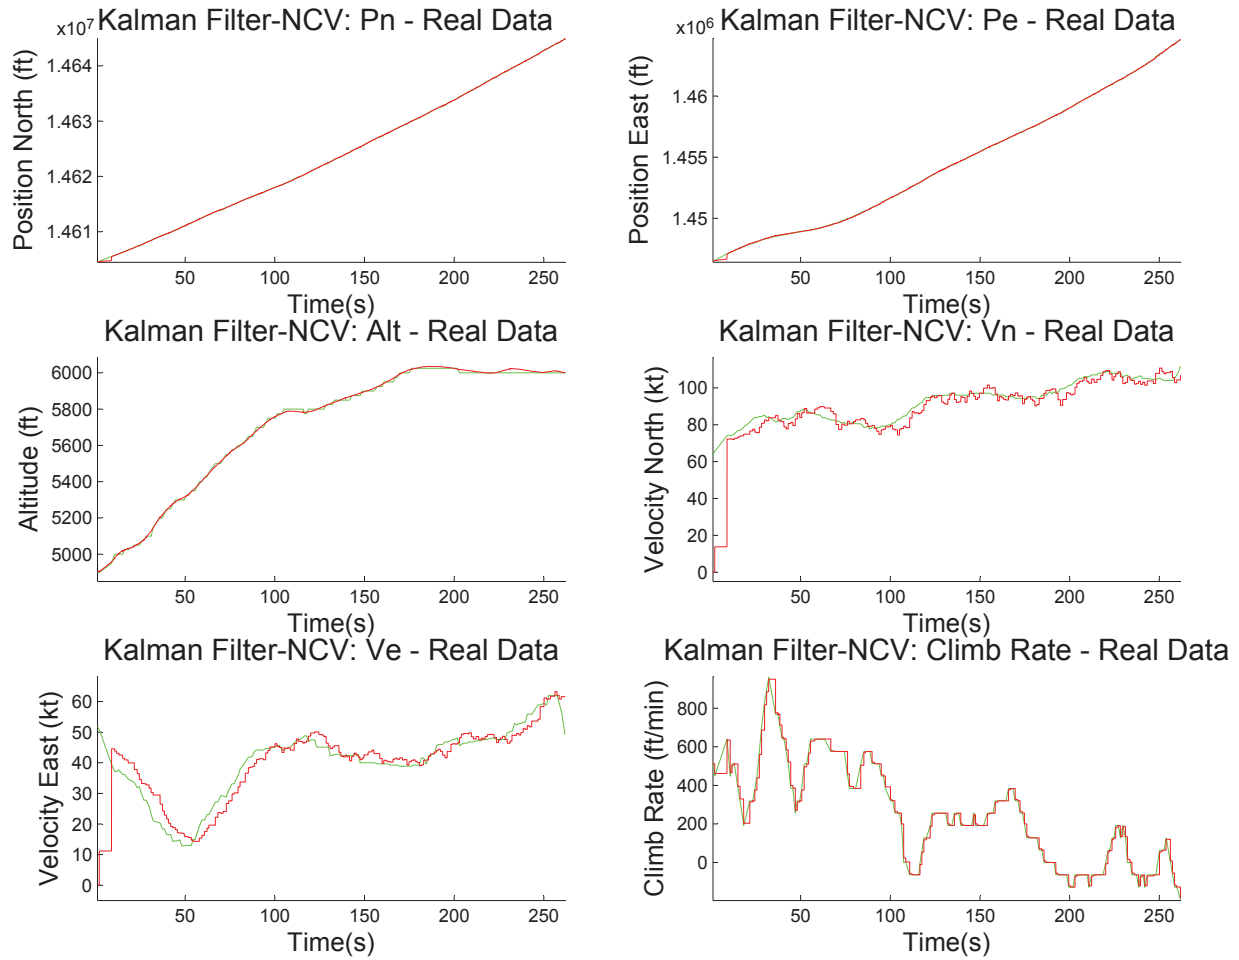 Kalman Filter-NCV: Pn - Real Data
x10⁷
1.464
1.463
1.462
1.461
Position North (ft)
50 100 150 200 250
Time(s)
Kalman Filter-NCV: Pe - Real Data
x10⁶
1.46
1.455
1.45
Position East (ft)
50 100 150 200 250
Time(s)
Kalman Filter-NCV: Alt - Real Data
6000
5800
5600
5400
5200
5000
Altitude (ft)
50 100 150 200 250
Time(s)
Kalman Filter-NCV: Vn - Real Data
100
80
60
40
20
0
Velocity North (kt)
50 100 150 200 250
Time(s)
Kalman Filter-NCV: Ve - Real Data
60
50
40
30
20
10
0
Velocity East (kt)
50 100 150 200 250
Time(s)
Kalman Filter-NCV: Climb Rate - Real Data
800
600
400
200
0
Climb Rate (ft/min)
50 100 150 200 250
Time(s)